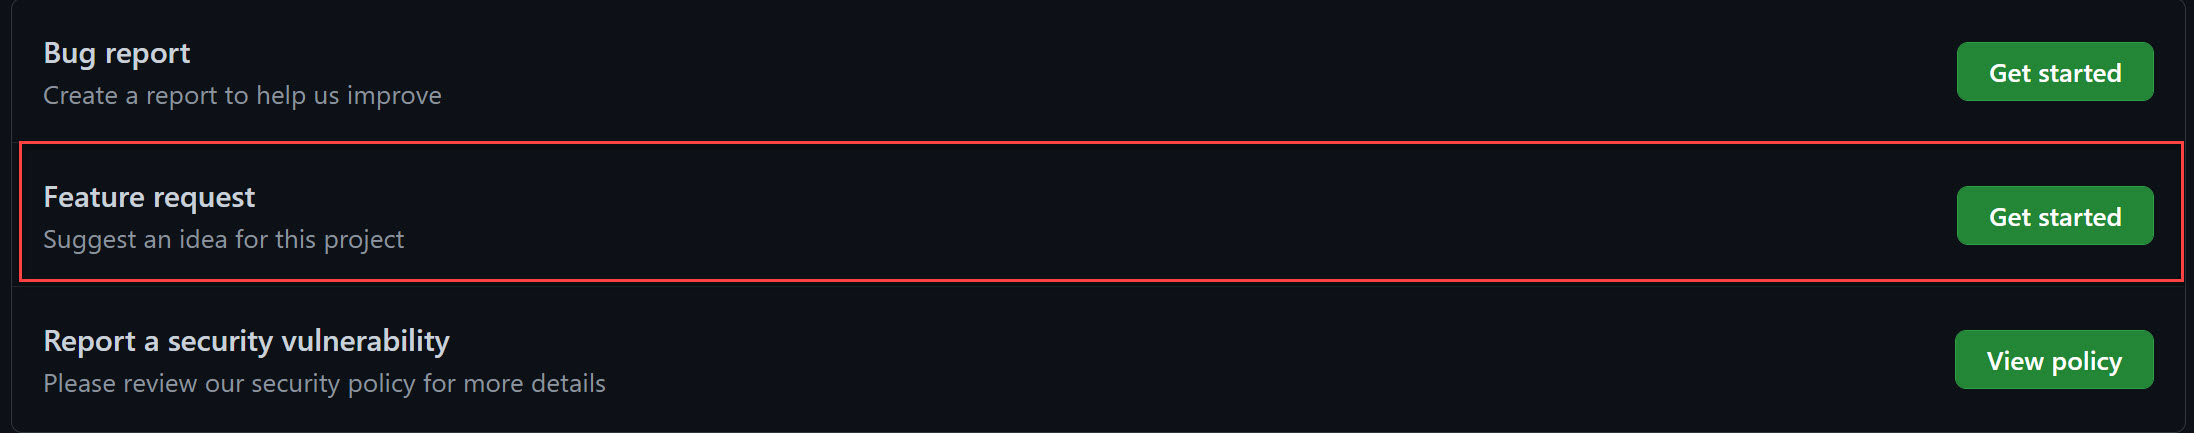 Bug report
Create a report to help us improve
Get started
Feature request
Suggest an idea for this project
Get started
Report a security vulnerability
Please review our security policy for more details
View policy